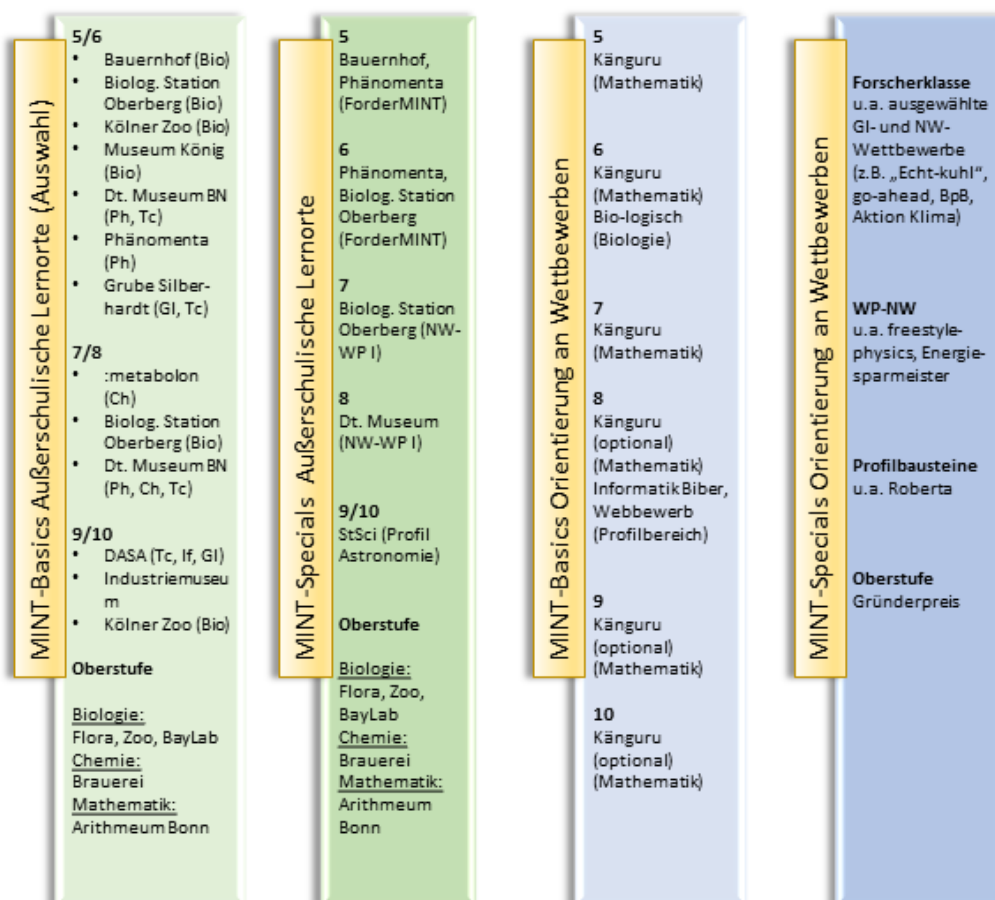 MINT-Basics Außerschulische Lernorte (Auswahl)
5/6
• Bauernhof (Bio)
• Biolog. Station
Oberberg (Bio)
• Kölner Zoo (Bio)
• Museum König
(Bio)
• Dt. Museum BN
(Ph, Tc)
• Phänomenta
(Ph)
• Grube Silber-
hardt (Gl, Tc)
7/8
• :metabolon
(Ch)
• Biolog. Station
Oberberg (Bio)
• Dt. Museum BN
(Ph, Ch, Tc)
9/10
• DASA (Tc, If, Gl)
• Industriemuseu
m
• Kölner Zoo (Bio)
Oberstufe
Biologie:
Flora, Zoo, BayLab
Chemie:
Brauerei
Mathematik:
Arithmeum Bonn
MINT-Specials Außerschulische Lernorte
5
Bauernhof,
Phänomenta
(ForderMINT)
6
Phänomenta,
Biolog. Station
Oberberg
(ForderMINT)
7
Biolog. Station
Oberberg (NW-
WP I)
8
Dt. Museum
(NW-WP I)
9/10
StSci (Profil
Astronomie)
Oberstufe
Biologie:
Flora, Zoo,
BayLab
Chemie:
Brauerei
Mathematik:
Arithmeum
Bonn
MINT-Basics Orientierung an Wettbewerben
5
Känguru
(Mathematik)
6
Känguru
(Mathematik)
Bio-logisch
(Biologie)
7
Känguru
(Mathematik)
8
Känguru
(optional)
(Mathematik)
Informatik Biber,
Webbewerb
(Profilbereich)
9
Känguru
(optional)
(Mathematik)
10
Känguru
(optional)
(Mathematik)
MINT-Specials Orientierung an Wettbewerben
Forscherklasse
u.a. ausgewählte
Gl- und NW-
Wettbewerbe
(z.B. „Echt-kuhl“,
go-ahead, BpB,
Aktion Klima)
WP-NW
u.a. freestyle-
physics, Energie-
sparmeister
Profilbausteine
u.a. Roberta
Oberstufe
Gründerpreis